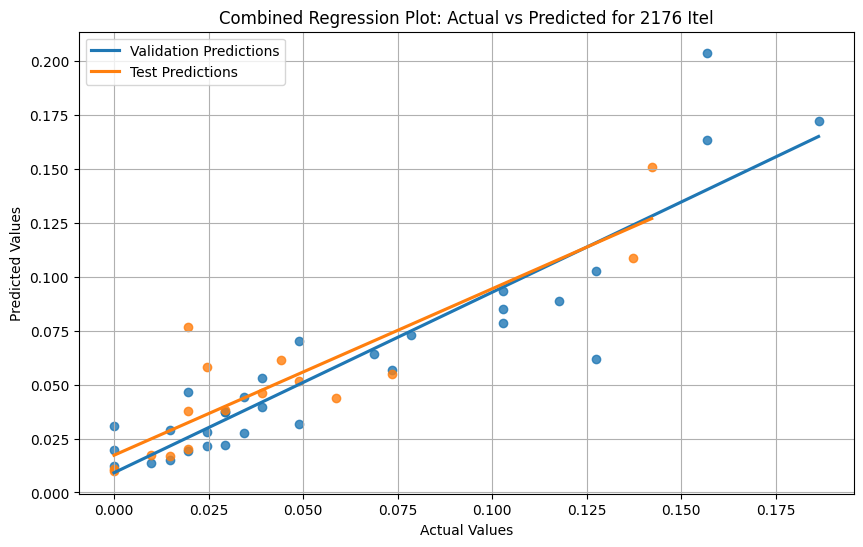 Combined Regression Plot: Actual vs Predicted for 2176 Itel
Validation Predictions
Test Predictions
Predicted Values
0.200
0.175
0.150
0.125
0.100
0.075
0.050
0.025
0.000
0.000 0.025 0.050 0.075 0.100 0.125 0.150 0.175
Actual Values